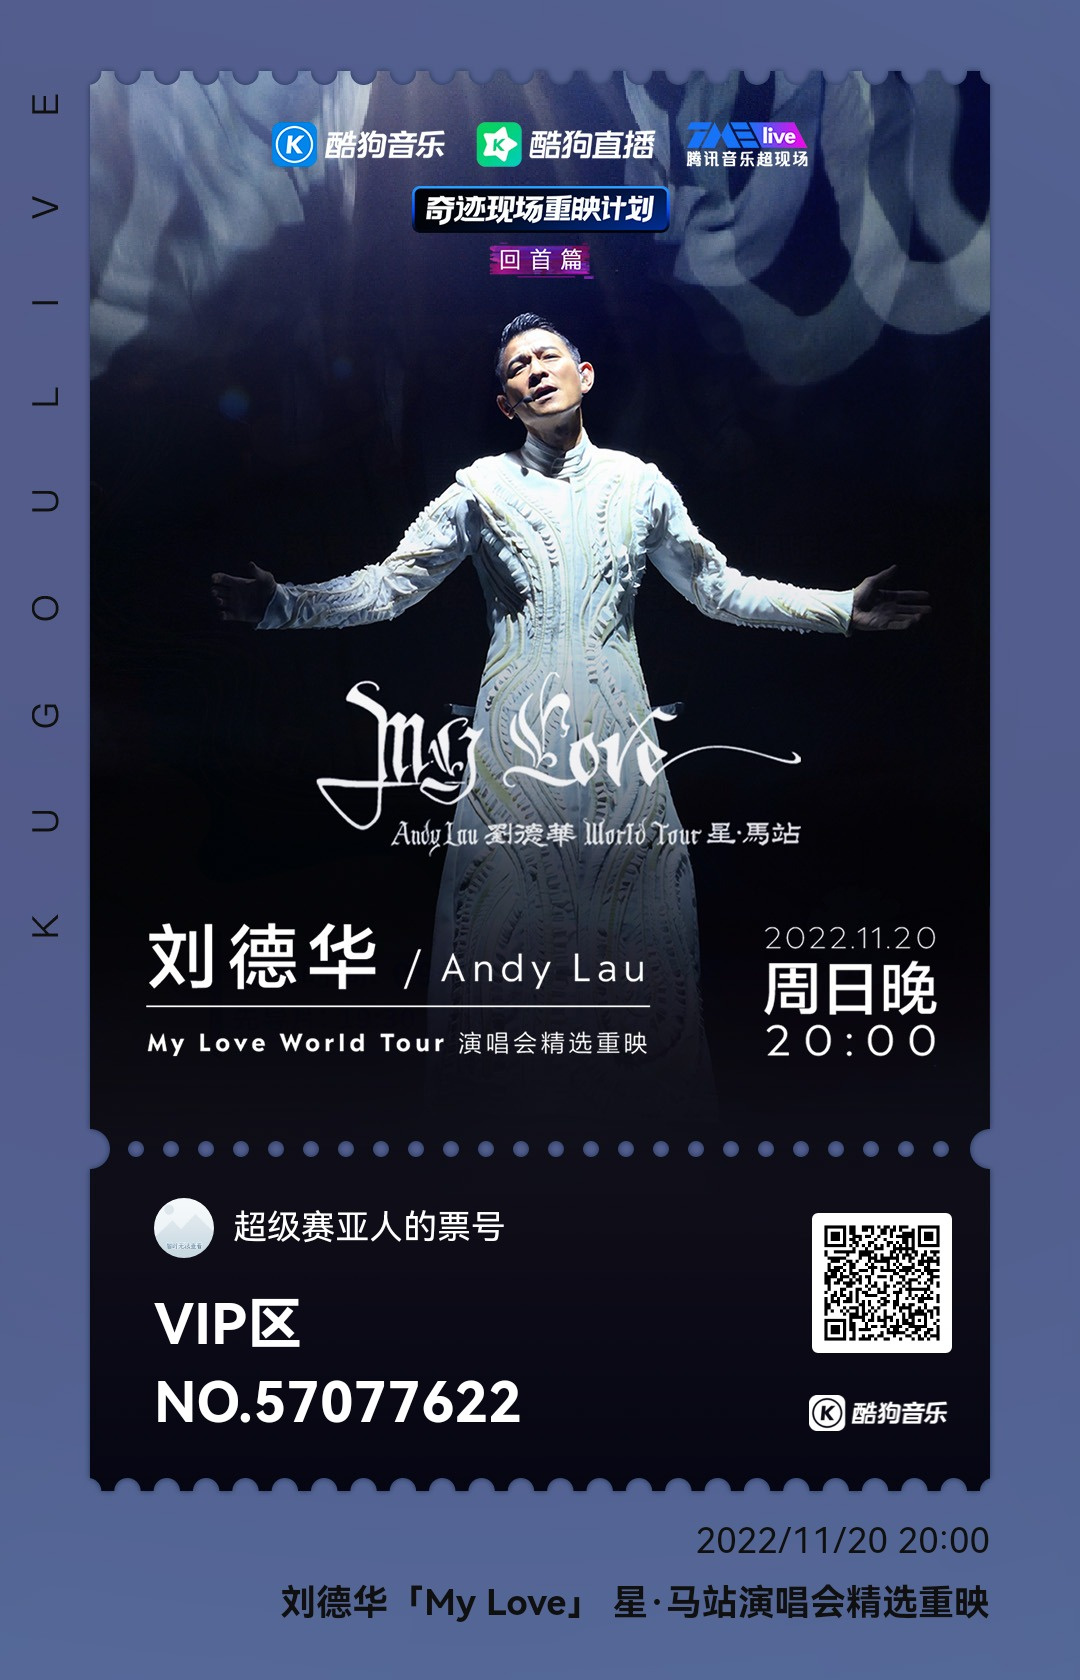 KUGOU LIVE
酷狗音乐 酷狗直播 TME live 腾讯音乐超现场
奇迹现场重映计划
回首篇
My Love
Andy Lau 劉德華 World Tour 星·馬站
刘德华 / Andy Lau
My Love World Tour 演唱会精选重映
2022.11.20
周日晚
20:00
超级赛亚人的票号
VIP区
NO.57077622
酷狗音乐
2022/11/20 20:00
刘德华「My Love」 星·马站演唱会精选重映